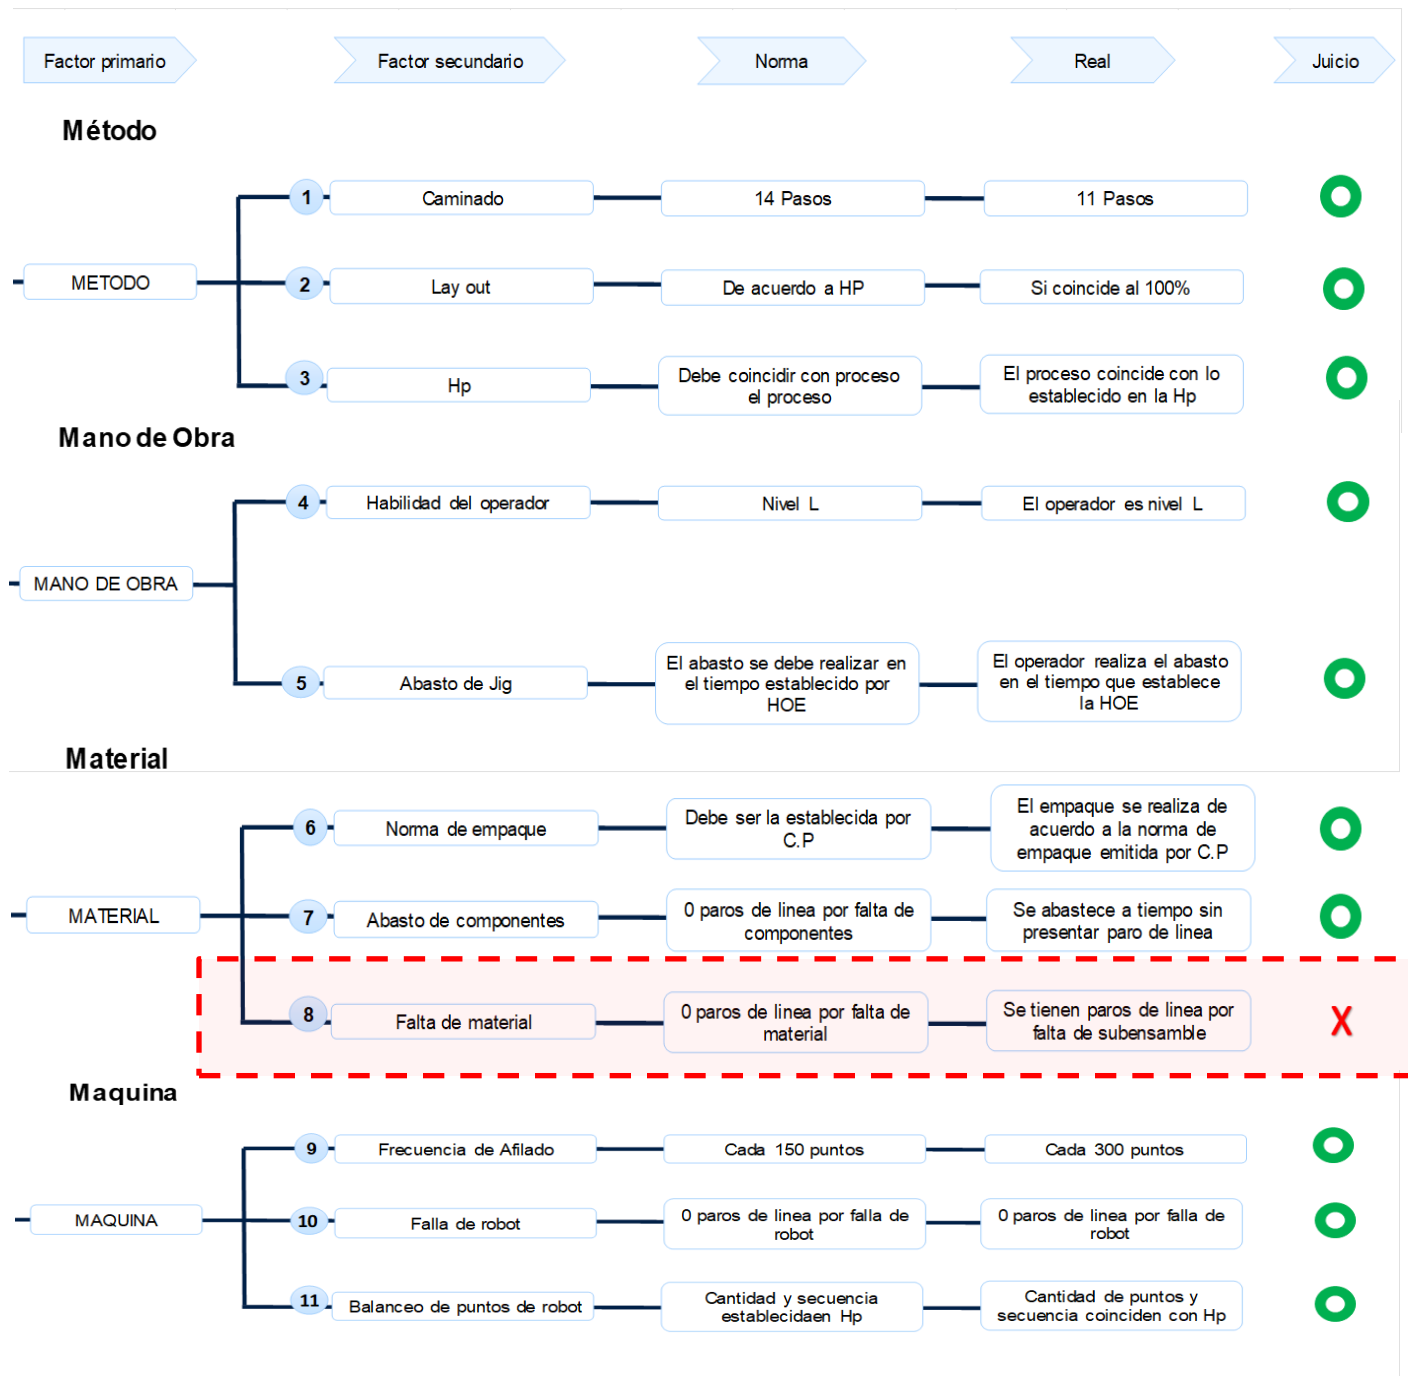 Factor primario
Factor secundario
Norma
Real
Juicio
Método
1
Caminado
14 Pasos
11 Pasos
METODO
2
Lay out
De acuerdo a HP
Si coincide al 100%
3
Hp
Debe coincidir con proceso
el proceso
El proceso coincide con lo
establecido en la Hp
Mano de Obra
4
Habilidad del operador
Nivel L
El operador es nivel L
MANO DE OBRA
5
Abasto de Jig
El abasto se debe realizar en
el tiempo establecido por
HOE
El operador realiza el abasto
en el tiempo que establece
la HOE
Material
6
Norma de empaque
Debe ser la establecida por
C.P
El empaque se realiza de
acuerdo a la norma de
empaque emitida por C.P
MATERIAL
7
Abasto de componentes
0 paros de linea por falta de
componentes
Se abastece a tiempo sin
presentar paro de linea
8
Falta de material
0 paros de linea por falta de
material
Se tienen paros de linea por
falta de subensamble
X
Maquina
9
Frecuencia de Afilado
Cada 150 puntos
Cada 300 puntos
MAQUINA
10
Falla de robot
0 paros de linea por falla de
robot
0 paros de linea por falla de
robot
11
Balanceo de puntos de robot
Cantidad y secuencia
establecidaen Hp
Cantidad de puntos y
secuencia coinciden con Hp